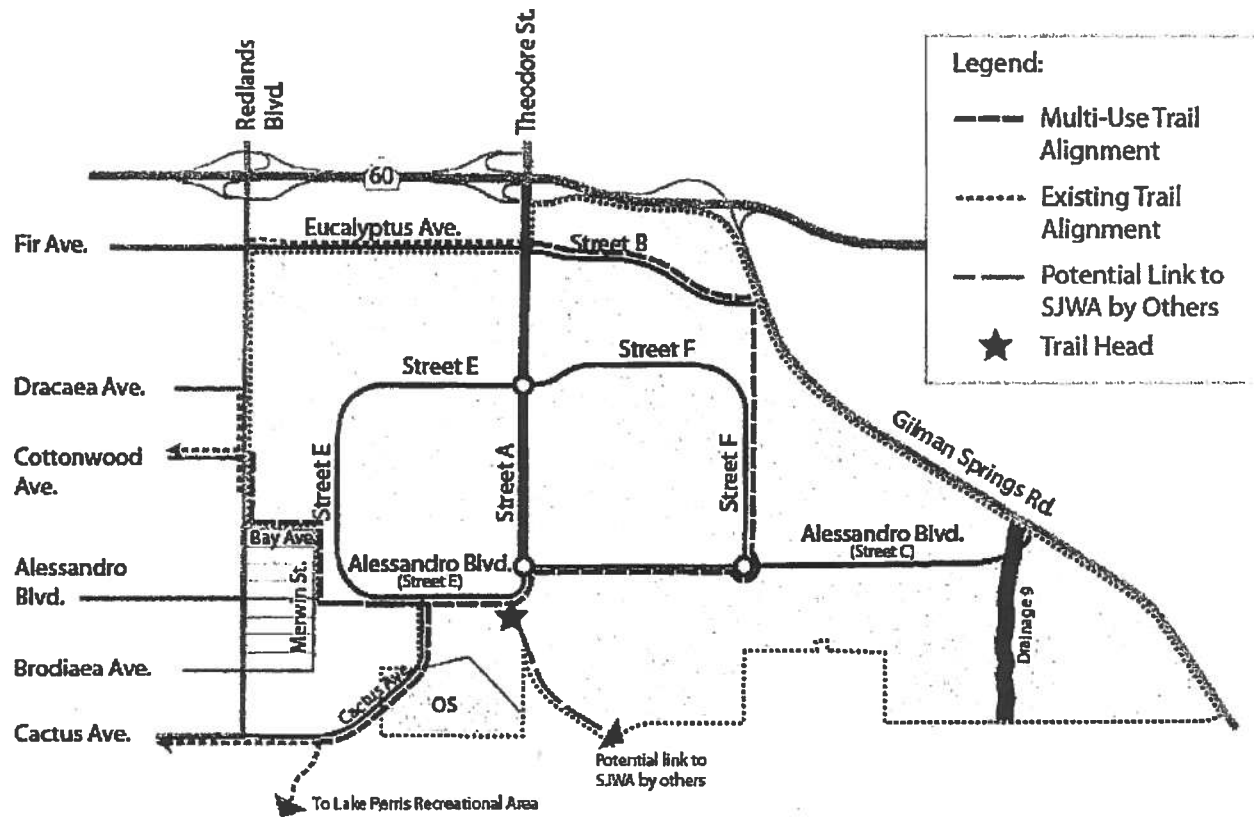 Redlands
Blvd.
Theodore St.
Legend:
Multi-Use Trail
Alignment
Existing Trail
Alignment
Potential Link to
SJWA by Others
Trail Head
60
Fir Ave.
Eucalyptus Ave.
Street B
Dracaea Ave.
Street E
Street F
Cottonwood
Ave.
Street E
Street A
Street F
Gilman Springs Rd.
Bay Ave.
Alessandro Blvd.
(Street E)
Alessandro Blvd.
(Street C)
Alessandro
Blvd.
Merwin St.
Drainage 9
Brodiaea Ave.
Cactus Ave.
OS
Cactus Ave.
Potential link to
SJWA by others
To Lake Perris Recreational Area